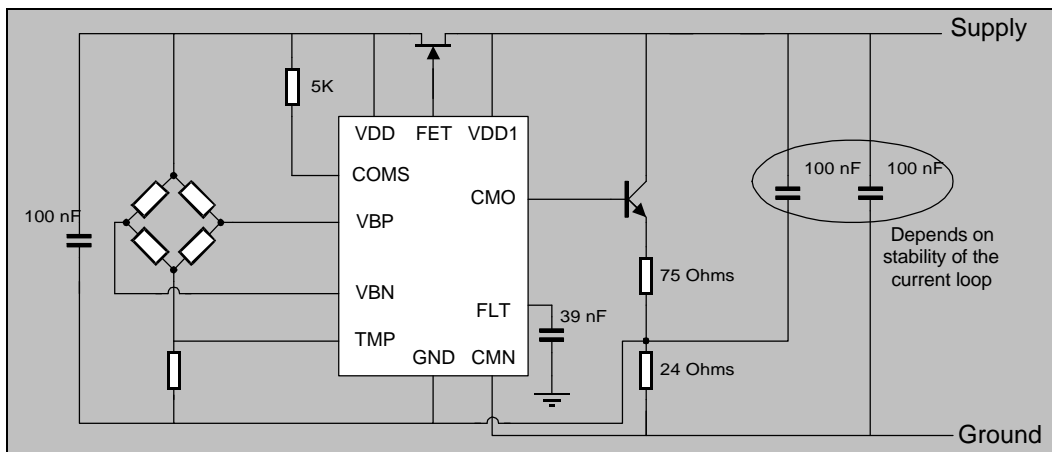 Supply
5K
VDD FET VDD1
COMS
CMO
100 nF 100 nF
100 nF
VBP
Depends on
stability of the
current loop
75 Ohms
VBN
FLT
39 nF
TMP
GND CMN
24 Ohms
Ground